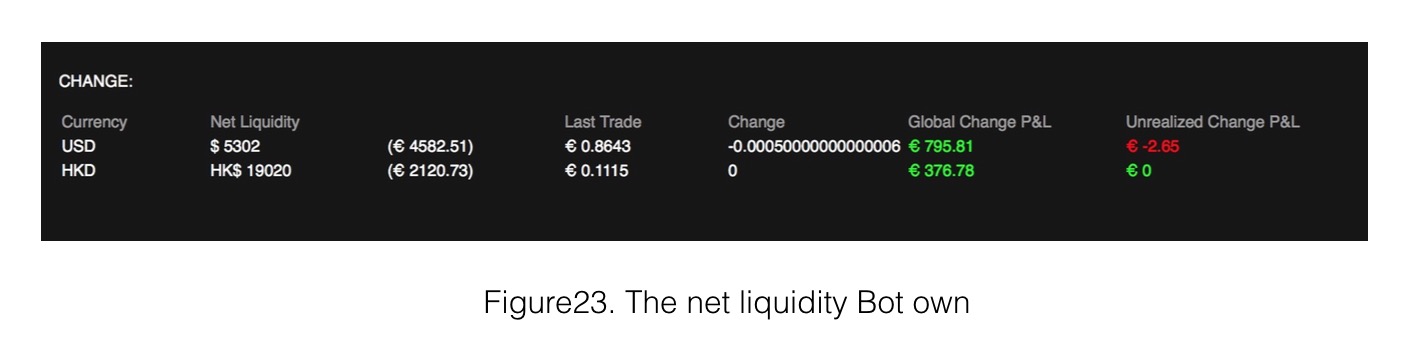 CHANGE:
Currency Net Liquidity Last Trade Change Global Change P&L Unrealized Change P&L
USD $ 5302 (€ 4582.51) € 0.8643 -0.00050000000000006 € 795.81 € -2.65
HKD HK$ 19020 (€ 2120.73) € 0.1115 0 € 376.78 € 0
Figure23. The net liquidity Bot own